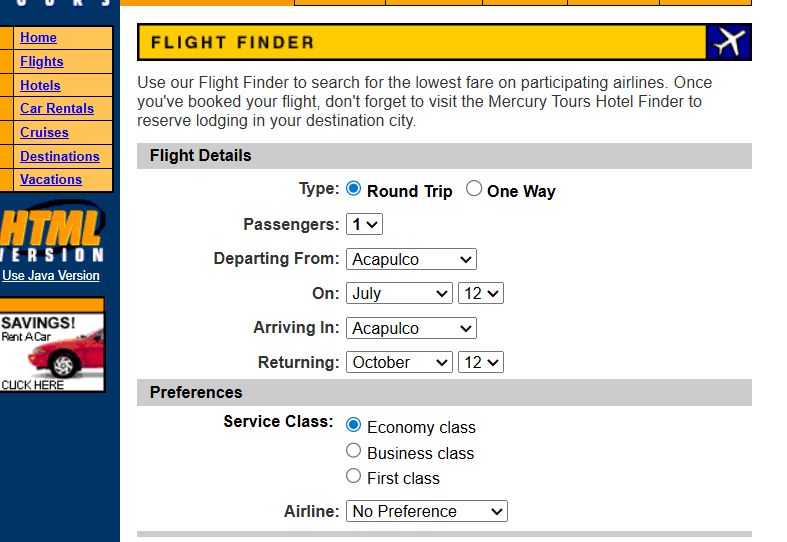 Home
Flights
Hotels
Car Rentals
Cruises
Destinations
Vacations
HTML
VERSION
Use Java Version
SAVINGS!
Rent A Car
CLICK HERE
FLIGHT FINDER
Use our Flight Finder to search for the lowest fare on participating airlines. Once
you've booked your flight, don't forget to visit the Mercury Tours Hotel Finder to
reserve lodging in your destination city.
Flight Details
Type: Round Trip One Way
Passengers: 1
Departing From: Acapulco
On: July 12
Arriving In: Acapulco
Returning: October 12
Preferences
Service Class: Economy class
Business class
First class
Airline: No Preference